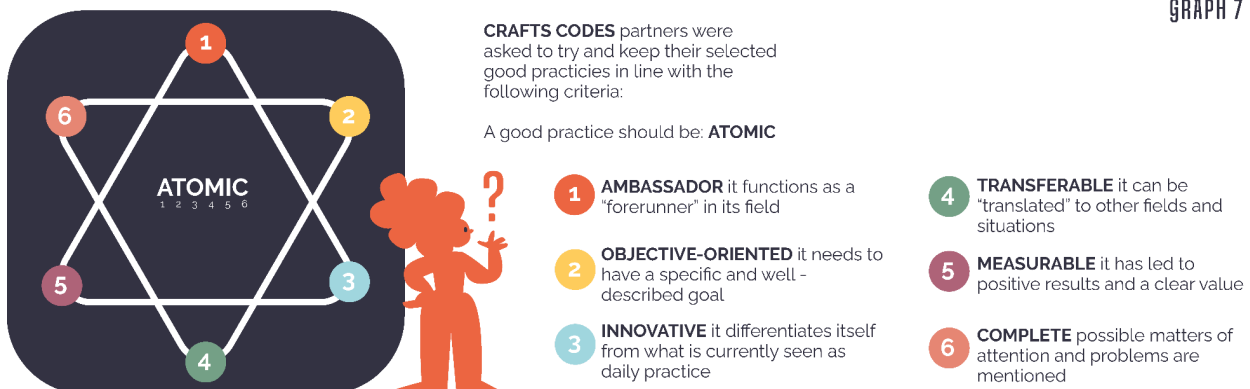 GRAPH 7
1
6
2
ATOMIC
1 2 3 4 5 6
5
3
4
?
CRAFTS CODES partners were
asked to try and keep their selected
good practicies in line with the
following criteria:
A good practice should be: ATOMIC
1 AMBASSADOR it functions as a
"forerunner" in its field
2 OBJECTIVE-ORIENTED it needs to
have a specific and well -
described goal
3 INNOVATIVE it differentiates itself
from what is currently seen as
daily practice
4 TRANSFERABLE it can be
"translated" to other fields and
situations
5 MEASURABLE it has led to
positive results and a clear value
6 COMPLETE possible matters of
attention and problems are
mentioned